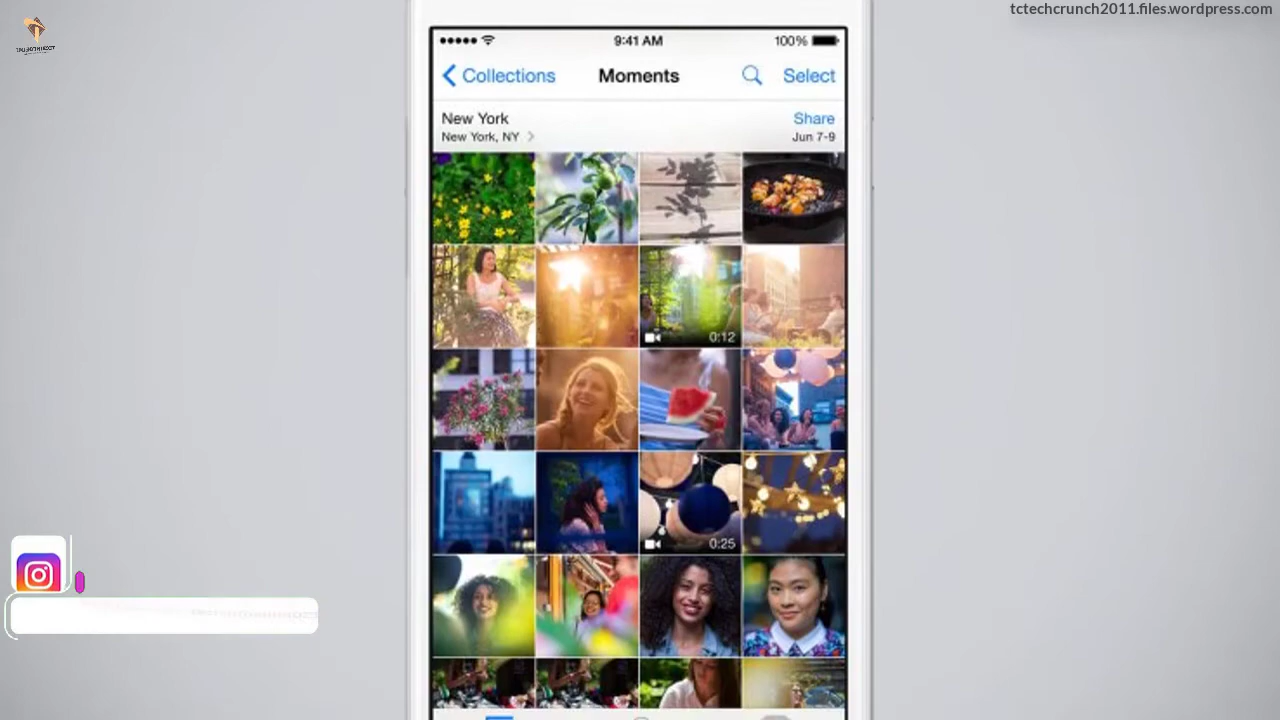 tctechcrunch2011.files.wordpress.com
9:41 AM
100%
Collections
Moments
Select
New York
Share
New York, NY
Jun 7-9
0:12
0:25